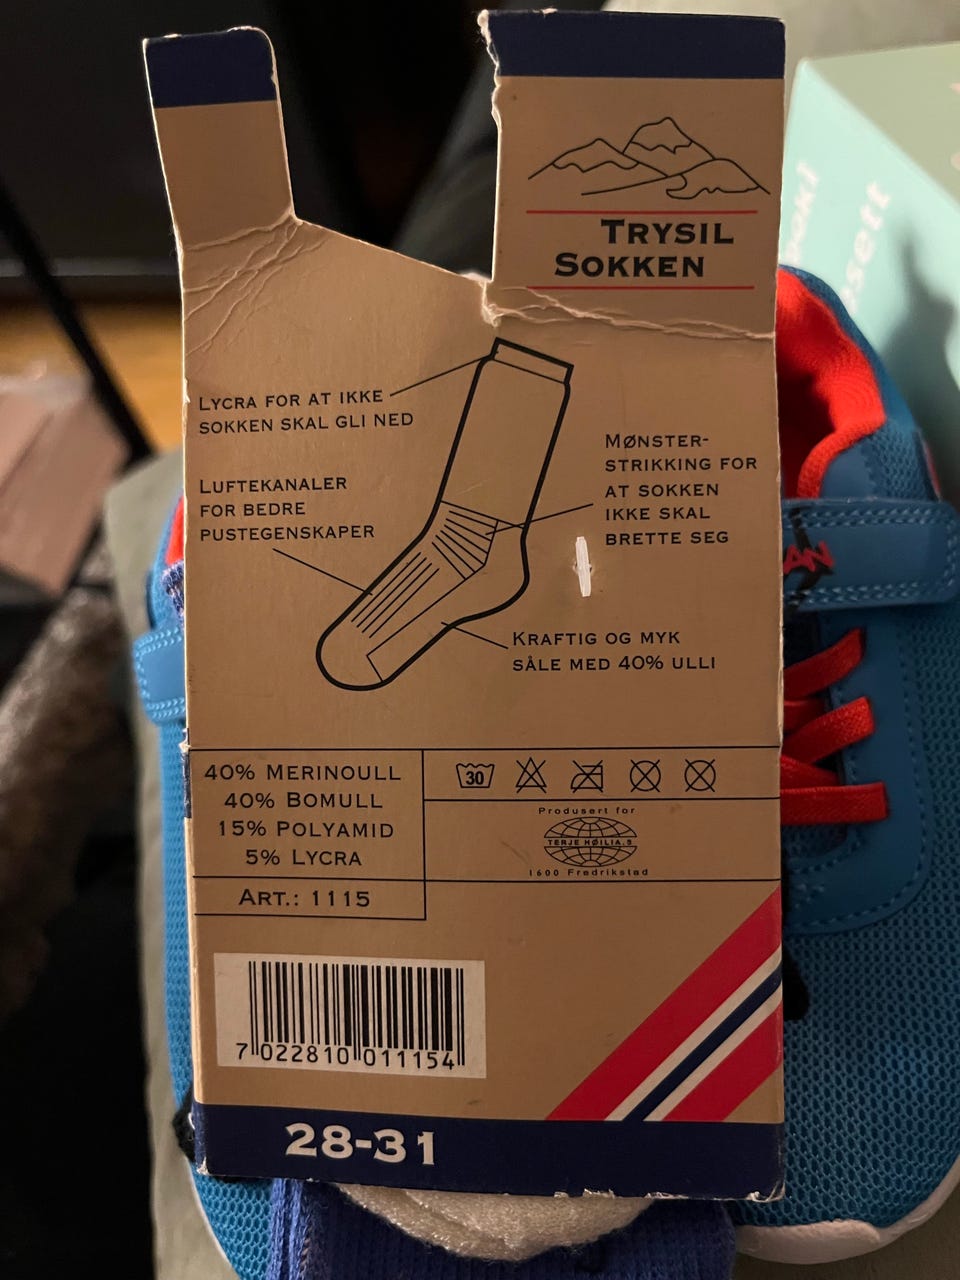 TRYSIL
SOKKEN
LYCRA FOR AT IKKE
SOKKEN SKAL GLI NED
LUFTEKANALER
FOR BEDRE
PUSTEGENSKAPER
MØNSTER-
STRIKKING FOR
AT SOKKEN
IKKE SKAL
BRETTE SEG
KRAFTIG OG MYK
SÅLE MED 40% ULLI
40% MERINOULL
40% BOMULL
15% POLYAMID
5% LYCRA
ART.: 1115
30
Produsert for
TERJE HØILI A.S
1600 Fredrikstad
7 022810 011154
28-31